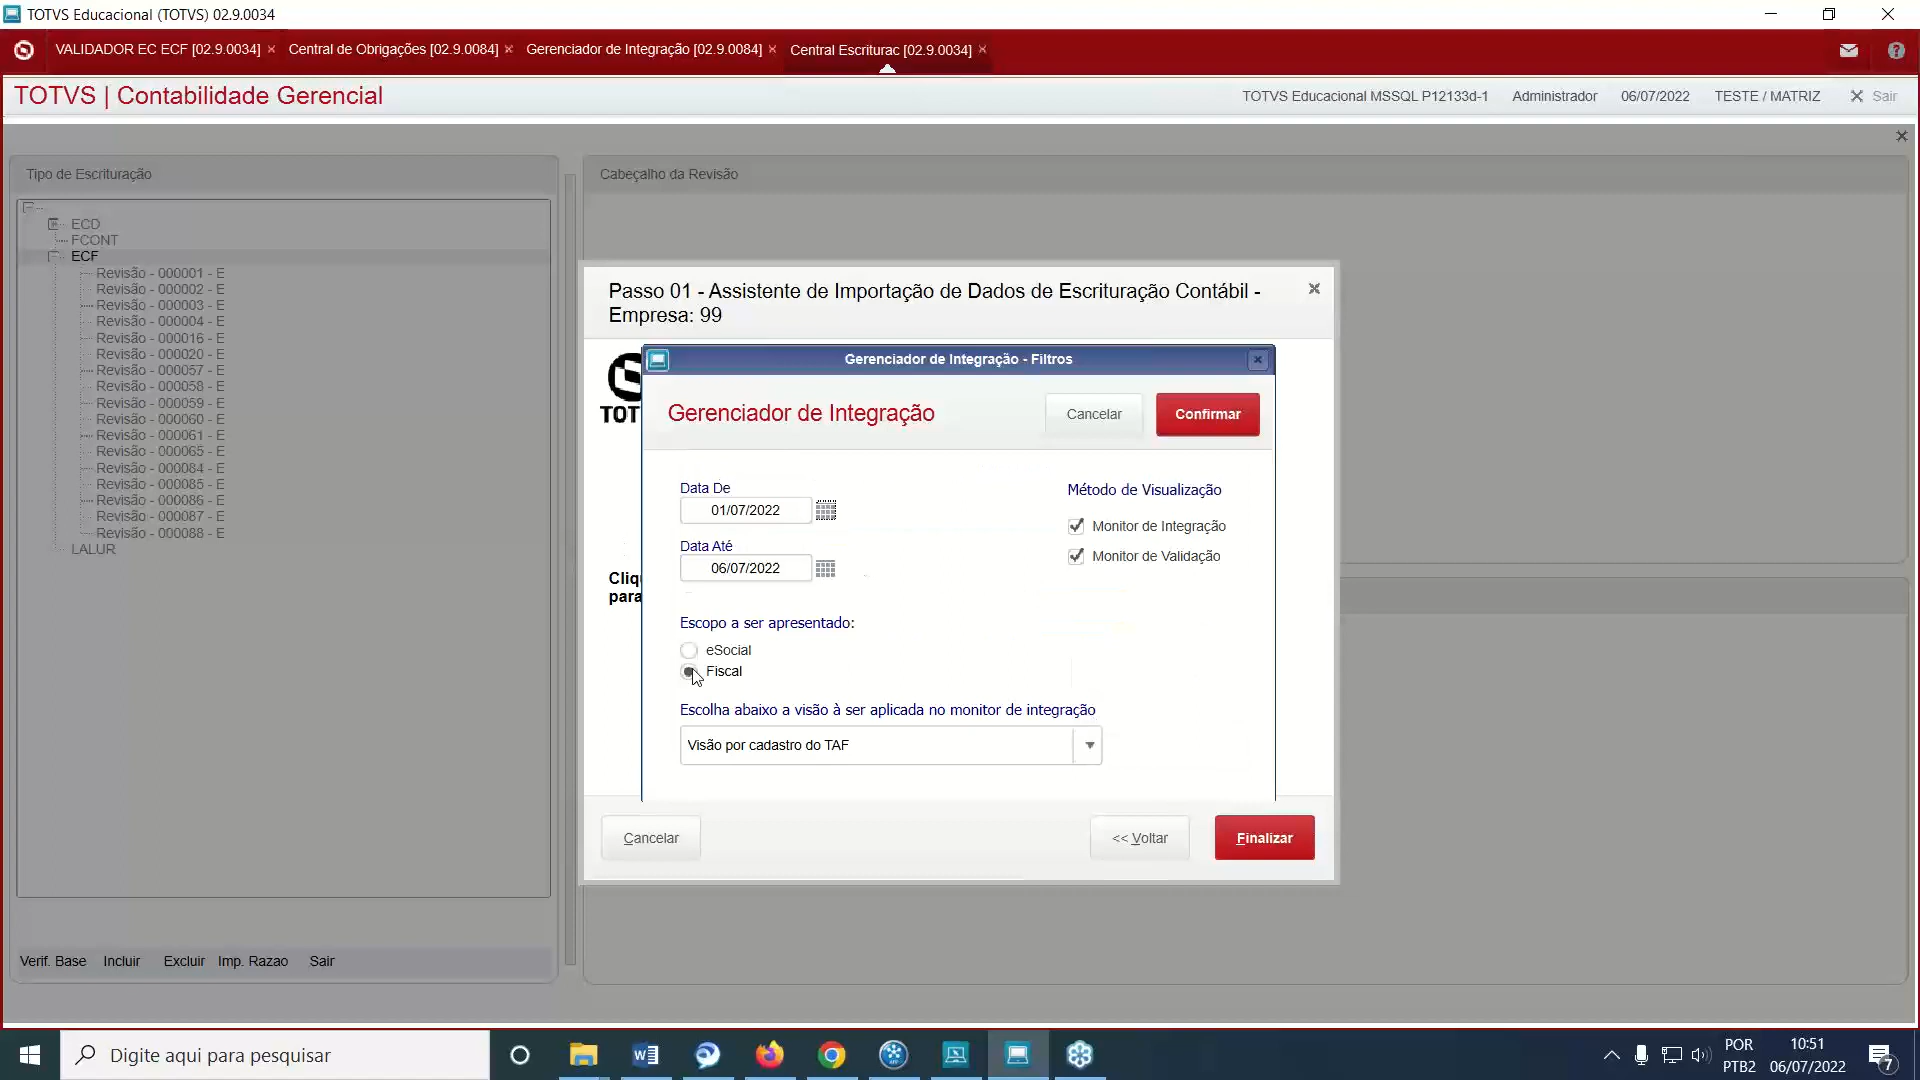 TOTVS Educacional (TOTVS) 02.9.0034
VALIDADOR EC ECF [02.9.0034] × Central de Obrigações [02.9.0084] × Gerenciador de Integração [02.9.0084] × Central Escriturac [02.9.0034] ×
TOTVS | Contabilidade Gerencial
TOTVS Educacional MSSQL P12133d-1 Administrador 06/07/2022 TESTE / MATRIZ Sair
Tipo de Escrituração
Cabeçalho da Revisão
ECD
FCONT
ECF
Revisão - 000001 - E
Revisão - 000002 - E
Revisão - 000003 - E
Revisão - 000004 - E
Revisão - 000016 - E
Revisão - 000020 - E
Revisão - 000057 - E
Revisão - 000058 - E
Revisão - 000059 - E
Revisão - 000060 - E
Revisão - 000061 - E
Revisão - 000065 - E
Revisão - 000084 - E
Revisão - 000085 - E
Revisão - 000086 - E
Revisão - 000087 - E
Revisão - 000088 - E
LALUR
Verif. Base Incluir Excluir Imp. Razao Sair
Passo 01 - Assistente de Importação de Dados de Escrituração Contábil -
Empresa: 99
TOT
Cliq
para
Gerenciador de Integração - Filtros
Gerenciador de Integração
Cancelar Confirmar
Data De
01/07/2022
Data Até
06/07/2022
Método de Visualização
Monitor de Integração
Monitor de Validação
Escopo a ser apresentado:
eSocial
Fiscal
Escolha abaixo a visão à ser aplicada no monitor de integração
Visão por cadastro do TAF
Cancelar << Voltar Finalizar
Digite aqui para pesquisar
POR
PTB2
10:51
06/07/2022
7